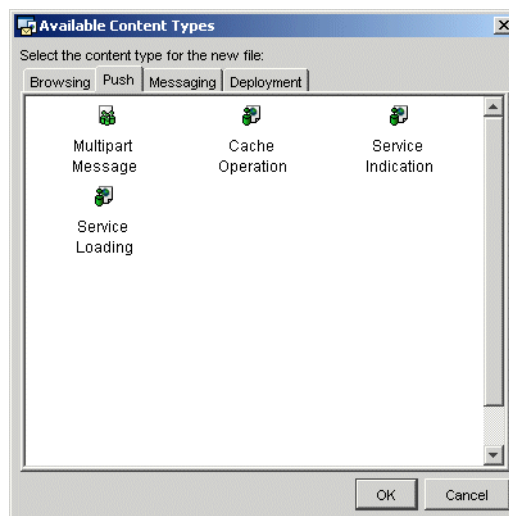 Available Content Types
Select the content type for the new file:
Browsing Push Messaging Deployment
Multipart Message
Cache Operation
Service Indication
Service Loading
OK Cancel